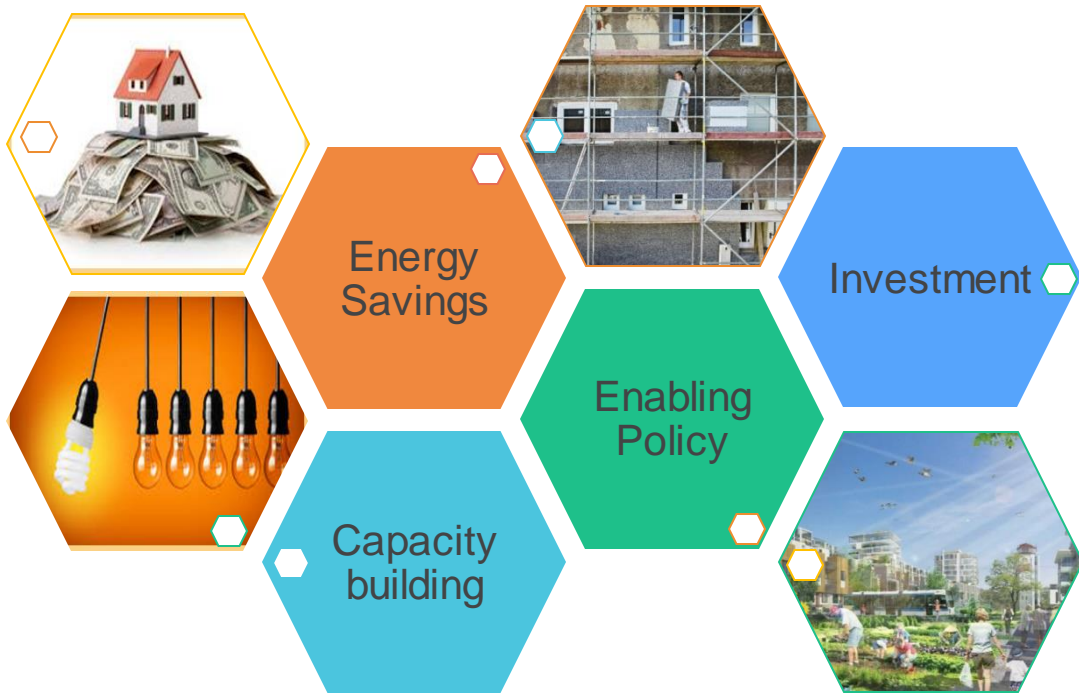 Energy
Savings
Investment
Enabling
Policy
Capacity
building